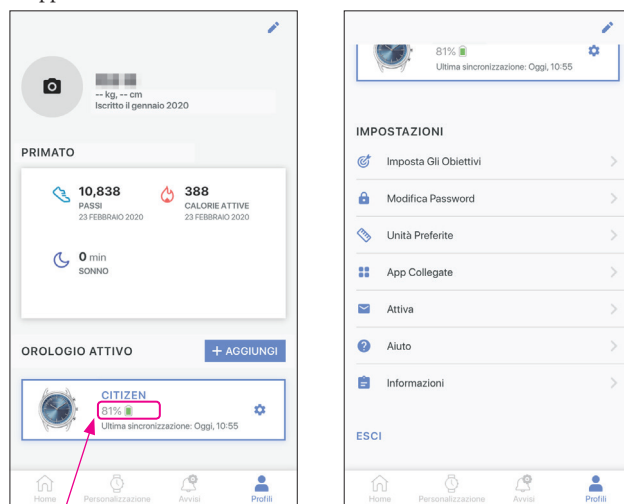 -- kg, -- cm
Iscritto il gennaio 2020
PRIMATO
10,838
PASSI
23 FEBBRAIO 2020
388
CALORIE ATTIVE
23 FEBBRAIO 2020
0 min
SONNO
OROLOGIO ATTIVO
+ AGGIUNGI
CITIZEN
81%
Ultima sincronizzazione: Oggi, 10:55
Home
Personalizzazione
Avvisi
Profili
81%
Ultima sincronizzazione: Oggi, 10:55
IMPOSTAZIONI
Imposta Gli Obiettivi
Modifica Password
Unità Preferite
App Collegate
Attiva
Aiuto
Informazioni
ESCI
Home
Personalizzazione
Avvisi
Profili